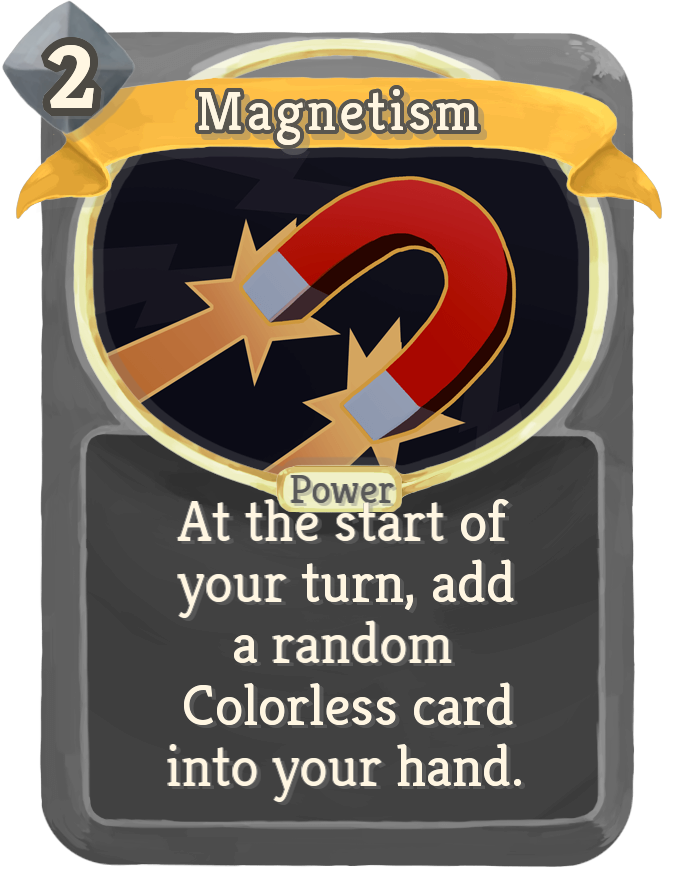 2
Magnetism
Power
At the start of
your turn, add
a random
Colorless card
into your hand.